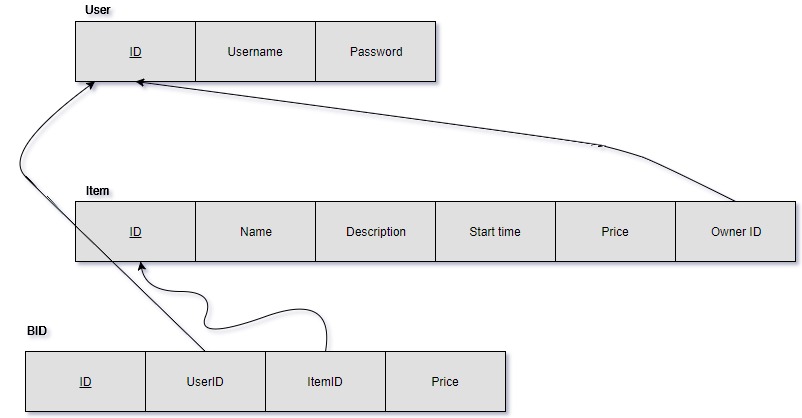 User
ID Username Password
Item
ID Name Description Start time Price Owner ID
BID
ID UserID ItemID Price